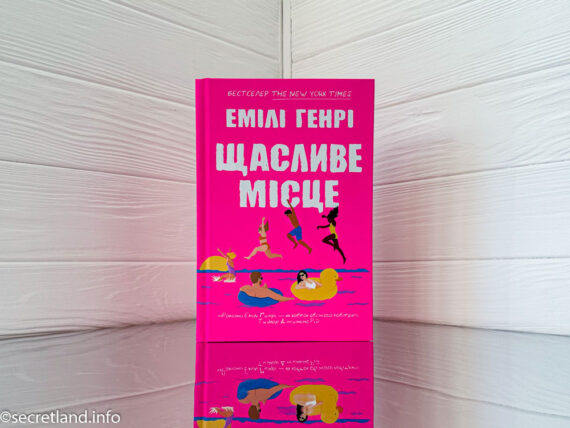 БЕСТСЕЛЕР THE NEW YORK TIMES
ЕМІЛІ ГЕНРІ
ЩАСЛИВЕ
МІСЦЕ
©secretland.info